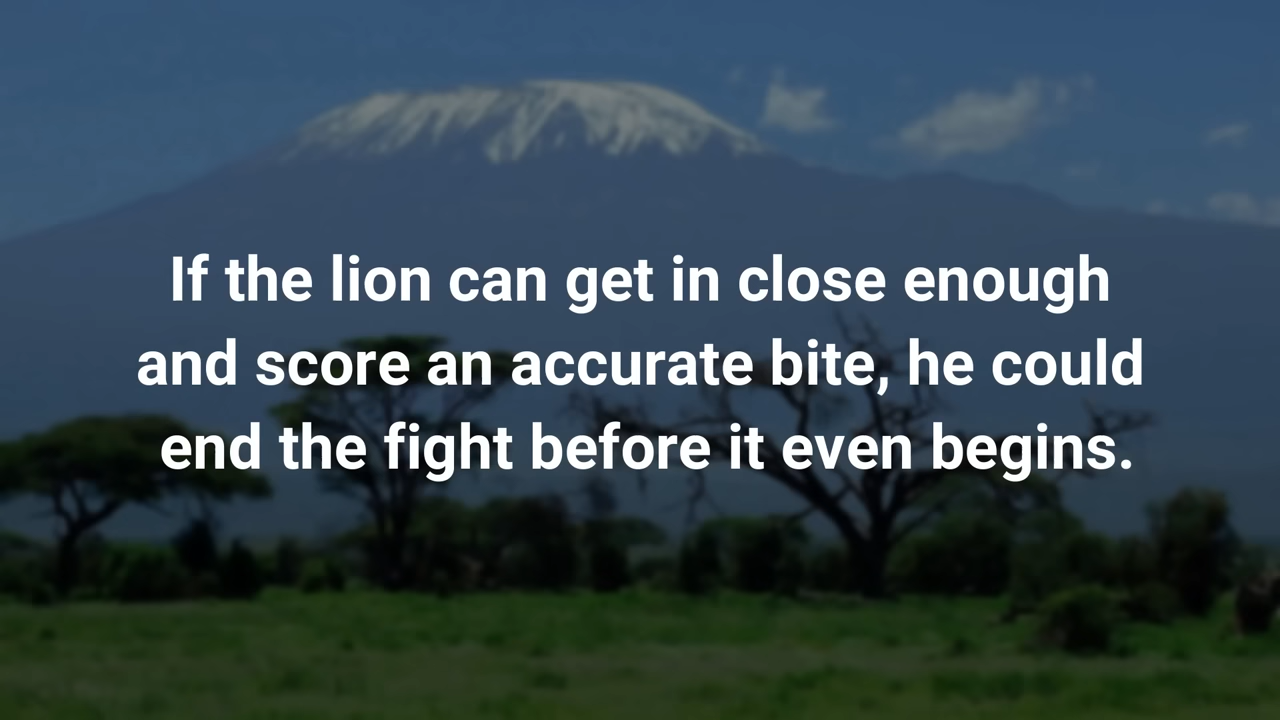 If the lion can get in close enough
and score an accurate bite, he could
end the fight before it even begins.